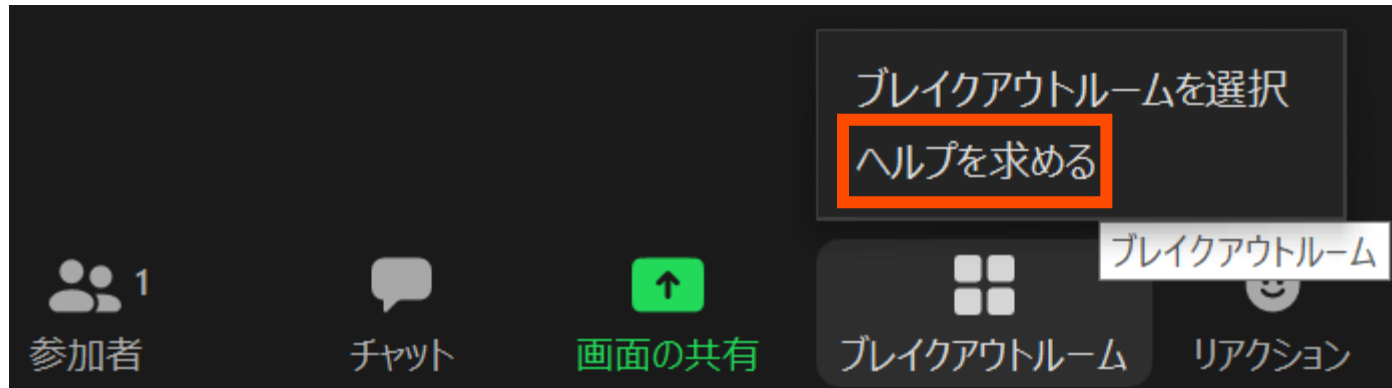 ブレイクアウトルームを選択
ヘルプを求める
ブレイクアウトルーム
1
参加者
チャット
画面の共有
ブレイクアウトルーム
リアクション